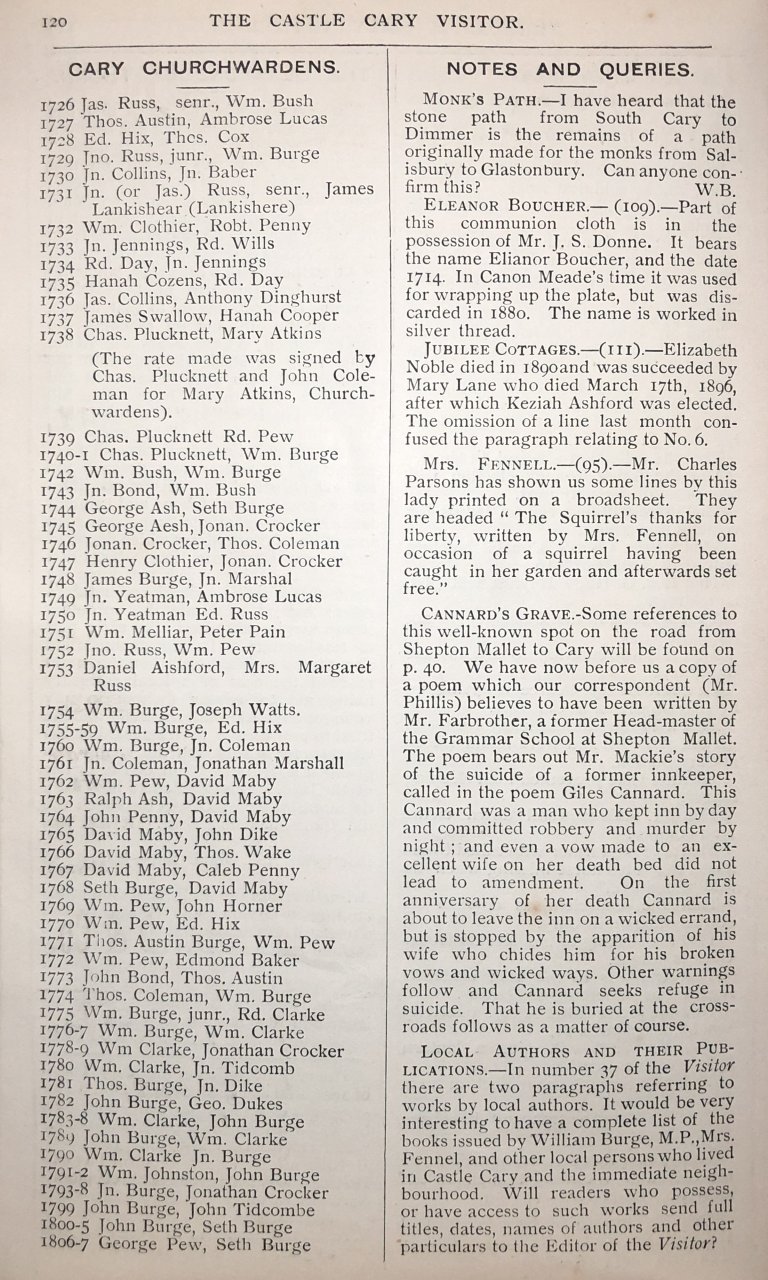 120
THE CASTLE CARY VISITOR.
CARY CHURCHWARDENS.
1726 Jas. Russ, senr., Wm. Bush
1727 Thos. Austin, Ambrose Lucas
1728 Ed. Hix, Thos. Cox
1729 Jno. Russ, junr., Wm. Burge
1730 Jn. Collins, Jn. Baber
1731 Jn. (or Jas.) Russ, senr., James
Lankishear (Lankishere)
1732 Wm. Clothier, Robt. Penny
1733 Jn. Jennings, Rd. Wills
1734 Rd. Day, Jn. Jennings
1735 Hanah Cozens, Rd. Day
1736 Jas. Collins, Anthony Dinghurst
1737 James Swallow, Hanah Cooper
1738 Chas. Plucknett, Mary Atkins
(The rate made was signed by
Chas. Plucknett and John Cole-
man for Mary Atkins, Church-
wardens).
1739 Chas. Plucknett Rd. Pew
1740-1 Chas. Plucknett, Wm. Burge
1742 Wm. Bush, Wm. Burge
1743 Jn. Bond, Wm. Bush
1744 George Ash, Seth Burge
1745 George Aesh, Jonan. Crocker
1746 Jonan. Crocker, Thos. Coleman
1747 Henry Clothier, Jonan. Crocker
1748 James Burge, Jn. Marshal
1749 Jn. Yeatman, Ambrose Lucas
1750 Jn. Yeatman Ed. Russ
1751 Wm. Melliar, Peter Pain
1752 Jno. Russ, Wm. Pew
1753 Daniel Aishford, Mrs. Margaret
Russ
1754 Wm. Burge, Joseph Watts.
1755-59 Wm. Burge, Ed. Hix
1760 Wm. Burge, Jn. Coleman
1761 Jn. Coleman, Jonathan Marshall
1762 Wm. Pew, David Maby
1763 Ralph Ash, David Maby
1764 John Penny, David Maby
1765 David Maby, John Dike
1766 David Maby, Thos. Wake
1767 David Maby, Caleb Penny
1768 Seth Burge, David Maby
1769 Wm. Pew, John Horner
1770 Wm. Pew, Ed. Hix
1771 Thos. Austin Burge, Wm. Pew
1772 Wm. Pew, Edmond Baker
1773 John Bond, Thos. Austin
1774 Thos. Coleman, Wm. Burge
1775 Wm. Burge, junr., Rd. Clarke
1776-7 Wm. Burge, Wm. Clarke
1778-9 Wm Clarke, Jonathan Crocker
1780 Wm. Clarke, Jn. Tidcomb
1781 Thos. Burge, Jn. Dike
1782 John Burge, Geo. Dukes
1783-8 Wm. Clarke, John Burge
1789 John Burge, Wm. Clarke
1790 Wm. Clarke Jn. Burge
1791-2 Wm. Johnston, John Burge
1793-8 Jn. Burge, Jonathan Crocker
1799 John Burge, John Tidcombe
1800-5 John Burge, Seth Burge
1806-7 George Pew, Seth Burge
NOTES AND QUERIES.
MONK'S PATH.—I have heard that the
stone path from South Cary to
Dimmer is the remains of a path
originally made for the monks from Sal-
isbury to Glastonbury. Can anyone con-
firm this? W.B.
ELEANOR BOUCHER.— (109).—Part of
this communion cloth is in the
possession of Mr. J. S. Donne. It bears
the name Elianor Boucher, and the date
1714. In Canon Meade's time it was used
for wrapping up the plate, but was dis-
carded in 1880. The name is worked in
silver thread.
JUBILEE COTTAGES.—(111).—Elizabeth
Noble died in 1890and was succeeded by
Mary Lane who died March 17th, 1896,
after which Keziah Ashford was elected.
The omission of a line last month con-
fused the paragraph relating to No. 6.
Mrs. FENNELL.—(95).—Mr. Charles
Parsons has shown us some lines by this
lady printed on a broadsheet. They
are headed “ The Squirrel's thanks for
liberty, written by Mrs. Fennell, on
occasion of a squirrel having been
caught in her garden and afterwards set
free.”
CANNARD'S GRAVE.-Some references to
this well-known spot on the road from
Shepton Mallet to Cary will be found on
p. 40. We have now before us a copy of
a poem which our correspondent (Mr.
Phillis) believes to have been written by
Mr. Farbrother, a former Head-master of
the Grammar School at Shepton Mallet.
The poem bears out Mr. Mackie's story
of the suicide of a former innkeeper,
called in the poem Giles Cannard. This
Cannard was a man who kept inn by day
and committed robbery and murder by
night ; and even a vow made to an ex-
cellent wife on her death bed did not
lead to amendment. On the first
anniversary of her death Cannard is
about to leave the inn on a wicked errand,
but is stopped by the apparition of his
wife who chides him for his broken
vows and wicked ways. Other warnings
follow and Cannard seeks refuge in
suicide. That he is buried at the cross-
roads follows as a matter of course.
LOCAL AUTHORS AND THEIR PUB-
LICATIONS.—In number 37 of the Visitor
there are two paragraphs referring to
works by local authors. It would be very
interesting to have a complete list of the
books issued by William Burge, M.P.,Mrs.
Fennel, and other local persons who lived
in Castle Cary and the immediate neigh-
bourhood. Will readers who possess,
or have access to such works send full
titles, dates, names of authors and other
particulars to the Editor of the Visitor?